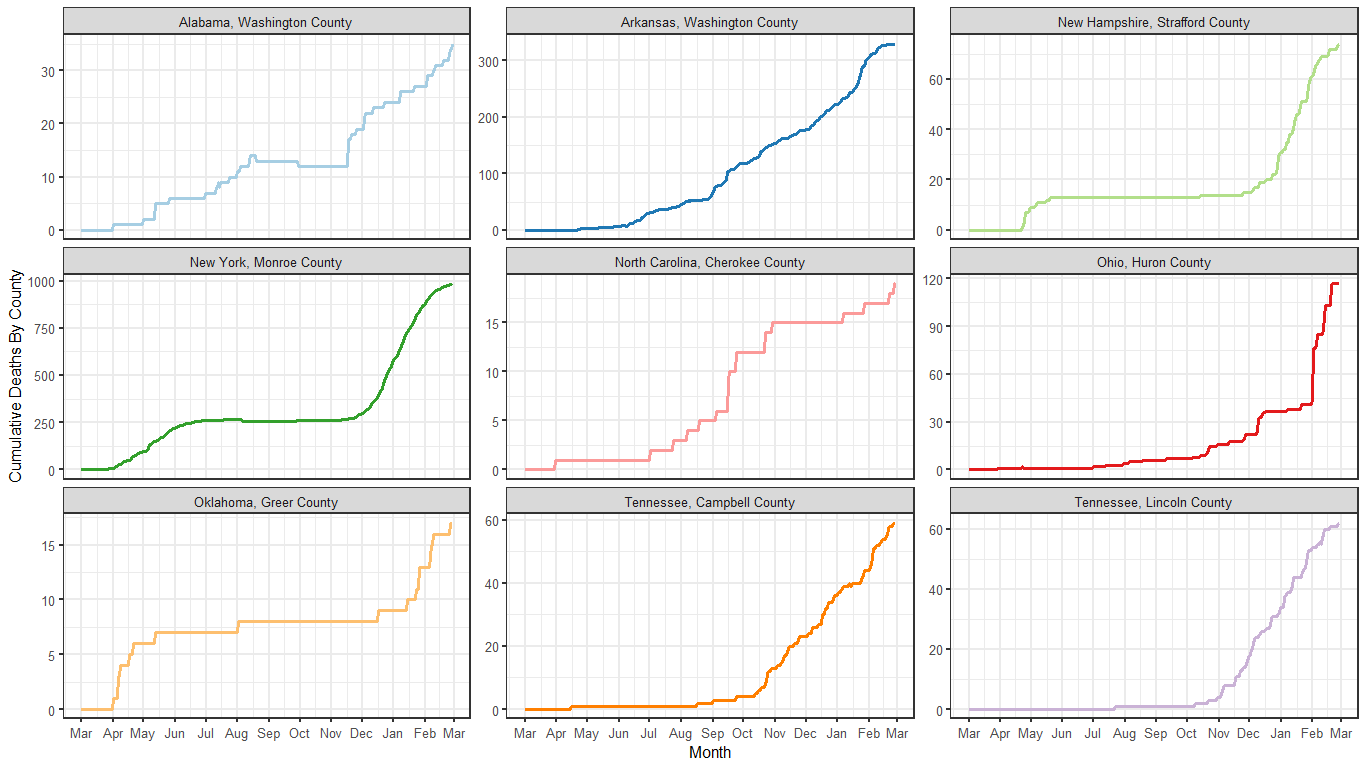 Alabama, Washington County
Arkansas, Washington County
New Hampshire, Strafford County
30
20
10
0
300
200
100
0
60
40
20
0
New York, Monroe County
North Carolina, Cherokee County
Ohio, Huron County
1000
750
500
250
0
15
10
5
0
120
90
60
30
0
Cumulative Deaths By County
Oklahoma, Greer County
Tennessee, Campbell County
Tennessee, Lincoln County
15
10
5
0
60
40
20
0
60
40
20
0
Mar Apr May Jun Jul Aug Sep Oct Nov Dec Jan Feb Mar
Mar Apr May Jun Jul Aug Sep Oct Nov Dec Jan Feb Mar
Mar Apr May Jun Jul Aug Sep Oct Nov Dec Jan Feb Mar
Month